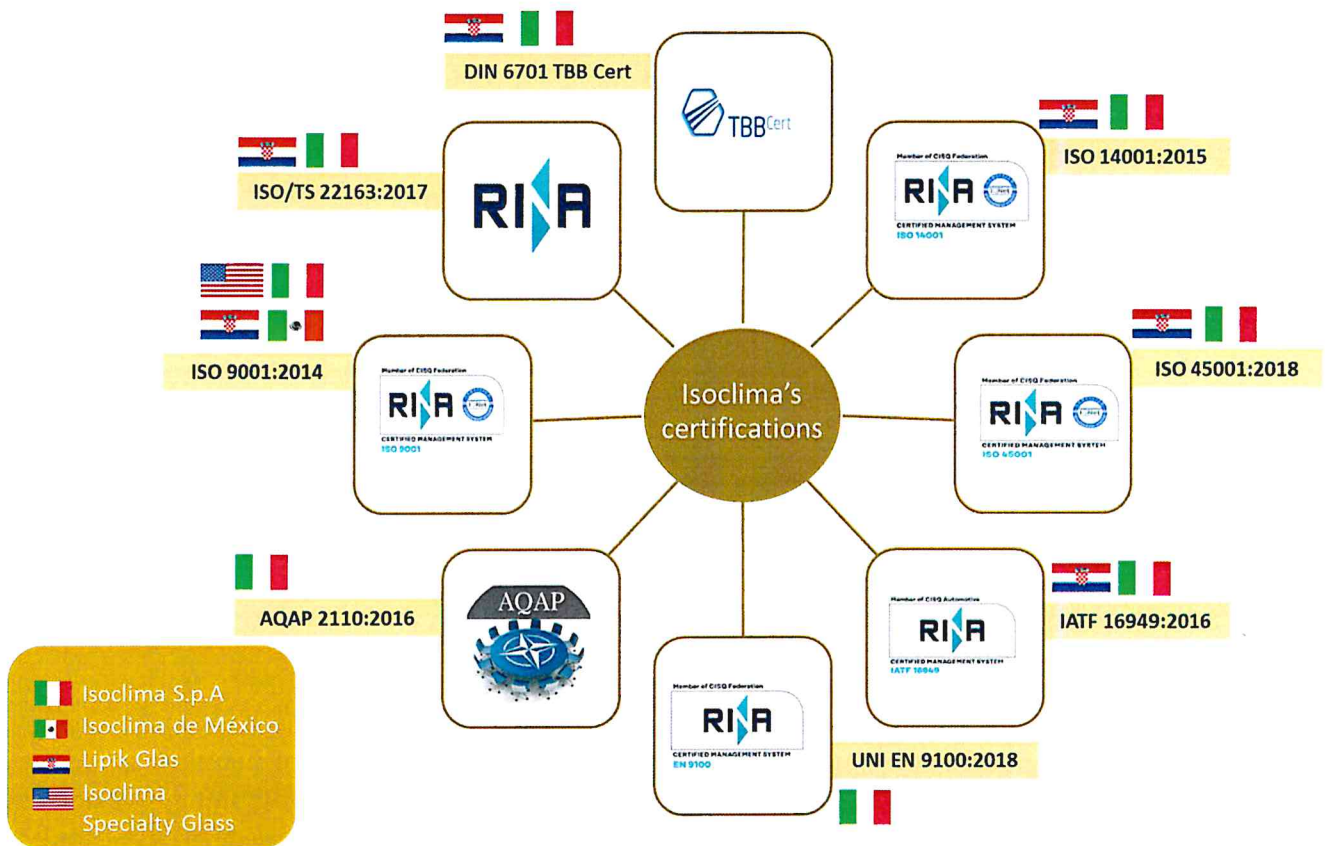 DIN 6701 TBB Cert
TBB Cert
ISO 14001:2015
Member of CISQ Federation
RINA
CERTIFIED MANAGEMENT SYSTEM
ISO 14001
ISO/TS 22163:2017
RINA
ISO 9001:2014
Member of CISQ Federation
RINA
CERTIFIED MANAGEMENT SYSTEM
ISO 9001
Isoclima's
certifications
ISO 45001:2018
Member of CISQ Federation
RINA
CERTIFIED MANAGEMENT SYSTEM
ISO 45001
AQAP 2110:2016
AQAP
IATF 16949:2016
Member of CISQ Automotive
RINA
CERTIFIED MANAGEMENT SYSTEM
IATF 16949
Member of CISQ Federation
RINA
CERTIFIED MANAGEMENT SYSTEM
EN 9100
UNI EN 9100:2018
Isoclima S.p.A
Isoclima de México
Lipik Glas
Isoclima
Specialty Glass